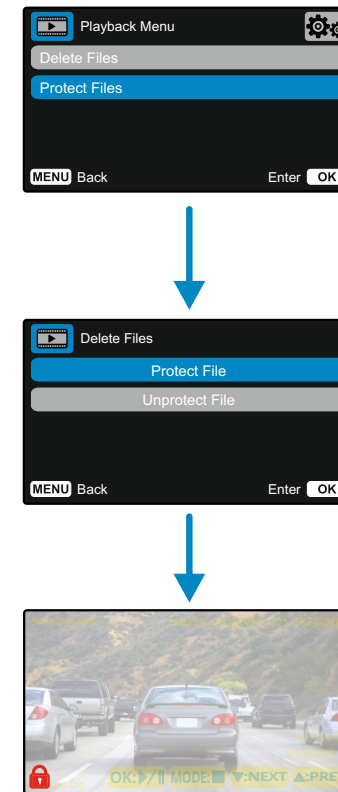 Playback Menu
Delete Files
Protect Files
MENU Back Enter OK
Delete Files
Protect File
Unprotect File
MENU Back Enter OK
OK:▶/‖ MODE:■ ▼:NEXT ▲:PRE